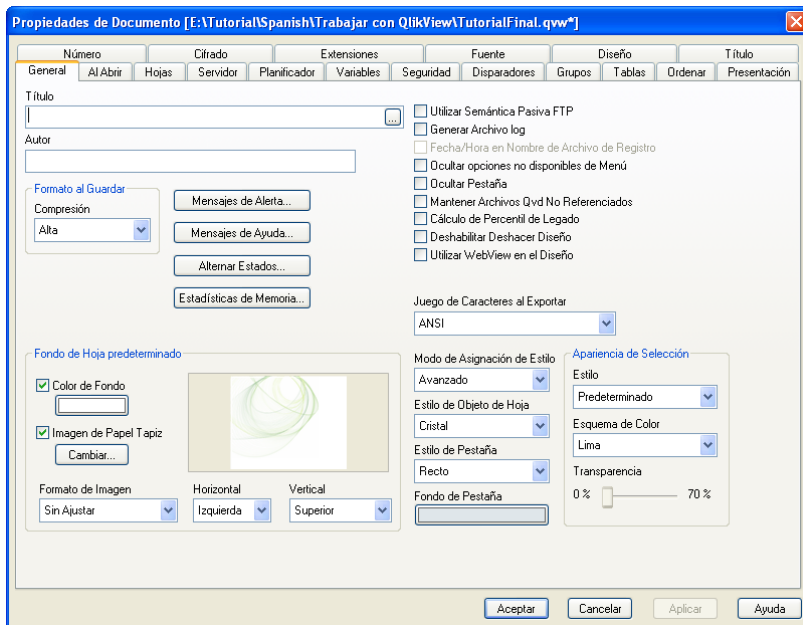 Propiedades de Documento [E:\Tutorial\Spanish\Trabajar con QlikView\TutorialFinal.qvw*]
Número Cifrado Extensiones Fuente Diseño Título
General Al Abrir Hojas Servidor Planificador Variables Seguridad Disparadores Grupos Tablas Ordenar Presentación
Título
...
Autor
Formato al Guardar
Compresión
Alta
Mensajes de Alerta...
Mensajes de Ayuda...
Alternar Estados...
Estadísticas de Memoria...
Utilizar Semántica Pasiva FTP
Generar Archivo log
Fecha/Hora en Nombre de Archivo de Registro
Ocultar opciones no disponibles de Menú
Ocultar Pestaña
Mantener Archivos Qvd No Referenciados
Cálculo de Percentil de Legado
Deshabilitar Deshacer Diseño
Utilizar WebView en el Diseño
Juego de Caracteres al Exportar
ANSI
Fondo de Hoja predeterminado
Color de Fondo
Imagen de Papel Tapiz
Cambiar...
Formato de Imagen
Sin Ajustar
Horizontal
Izquierda
Vertical
Superior
Modo de Asignación de Estilo
Avanzado
Estilo de Objeto de Hoja
Cristal
Estilo de Pestaña
Recto
Fondo de Pestaña
Apariencia de Selección
Estilo
Predeterminado
Esquema de Color
Lima
Transparencia
0 % 70 %
Aceptar Cancelar Aplicar Ayuda